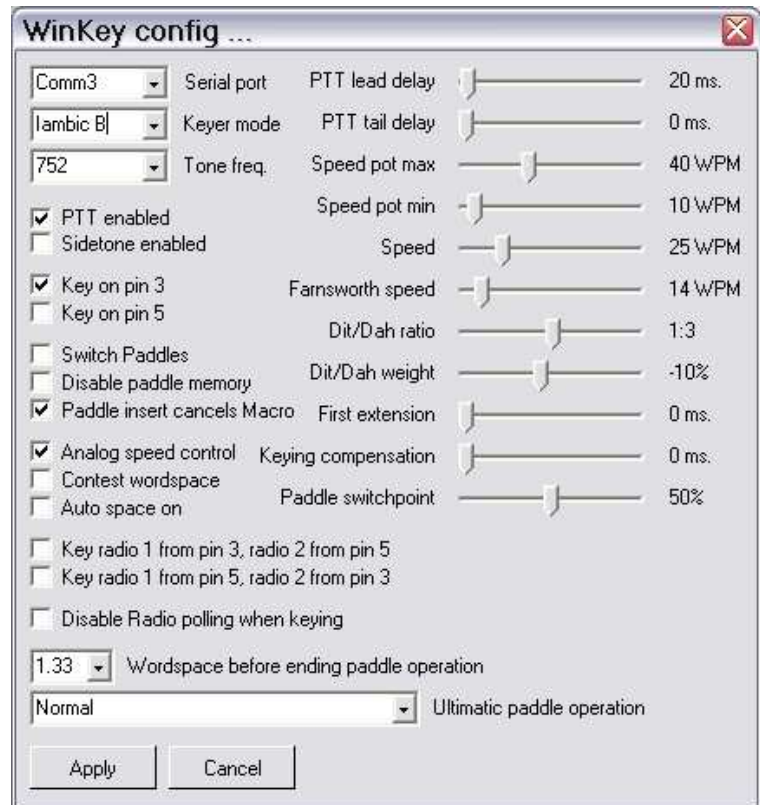 WinKey config ...
Comm3 Serial port PTT lead delay 20 ms.
Iambic B Keyer mode PTT tail delay 0 ms.
752 Tone freq. Speed pot max 40 WPM
Speed pot min 10 WPM
PTT enabled
Sidetone enabled Speed 25 WPM
Key on pin 3 Farnsworth speed 14 WPM
Key on pin 5
Dit/Dah ratio 1:3
Switch Paddles
Disable paddle memory Dit/Dah weight -10%
Paddle insert cancels Macro First extension 0 ms.
Analog speed control Keying compensation 0 ms.
Contest wordspace
Auto space on Paddle switchpoint 50%
Key radio 1 from pin 3, radio 2 from pin 5
Key radio 1 from pin 5, radio 2 from pin 3
Disable Radio polling when keying
1.33 Wordspace before ending paddle operation
Normal Ultimatic paddle operation
Apply Cancel